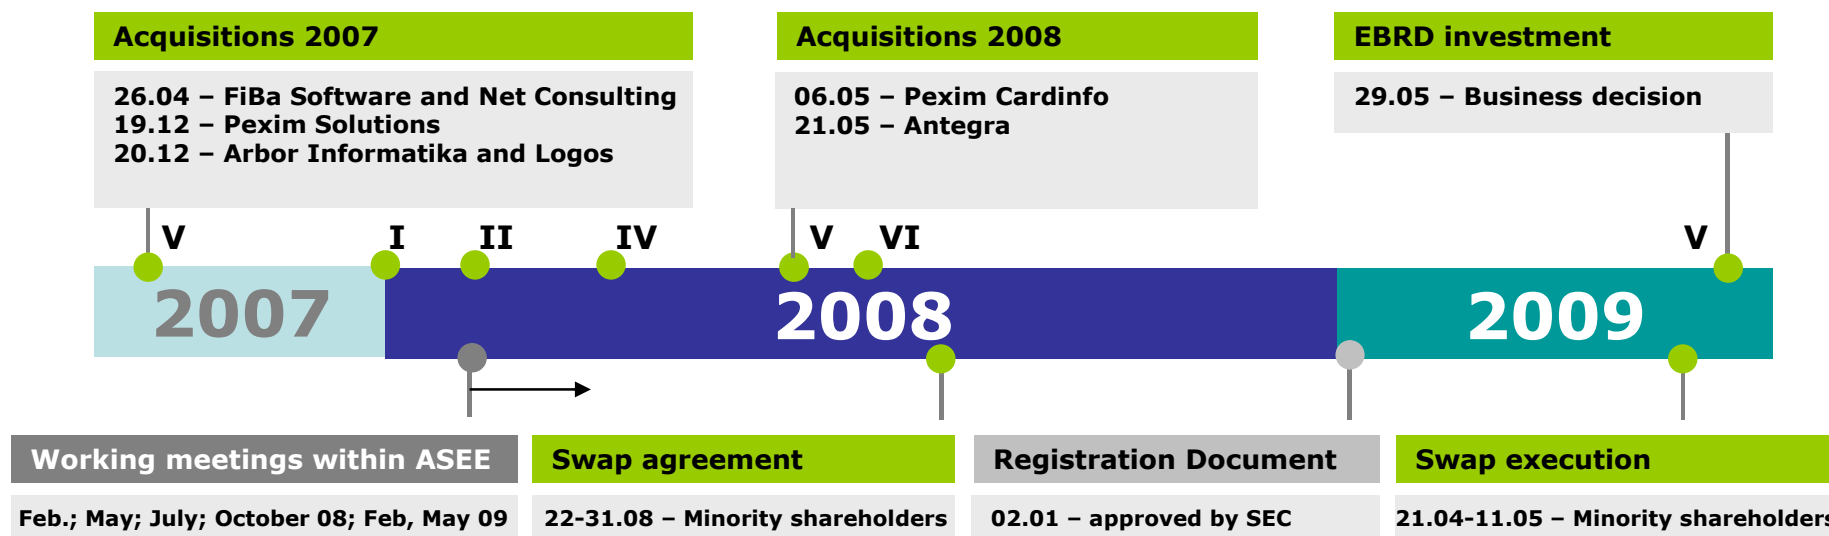 Acquisitions 2007
Acquisitions 2008
EBRD investment
26.04 – FiBa Software and Net Consulting
19.12 – Pexim Solutions
20.12 – Arbor Informatika and Logos
06.05 – Pexim Cardinfo
21.05 – Antegra
29.05 – Business decision
V I II IV V VI V
2007 2008 2009
Working meetings within ASEE
Swap agreement
Registration Document
Swap execution
Feb.; May; July; October 08; Feb, May 09
22-31.08 – Minority shareholders
02.01 – approved by SEC
21.04-11.05 – Minority shareholders